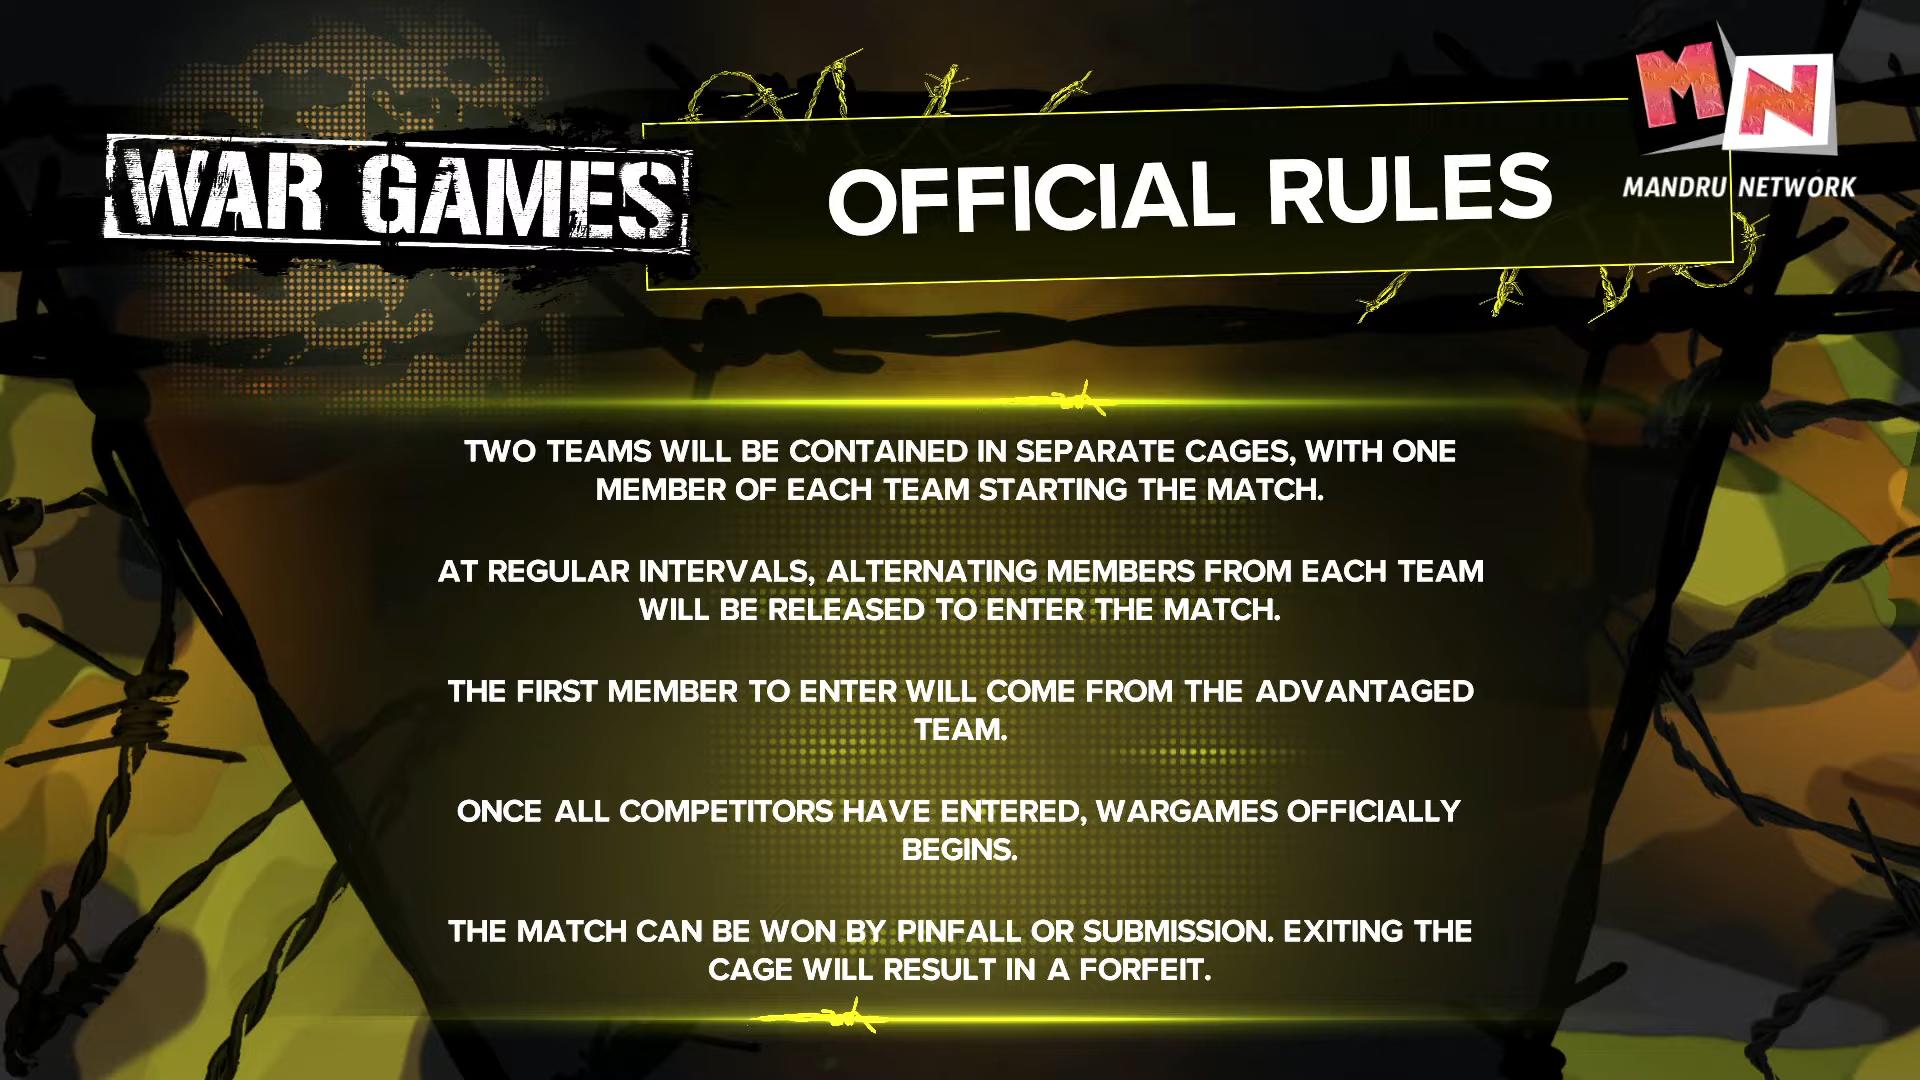 WAR GAMES
OFFICIAL RULES
MN
MANDRU NETWORK
TWO TEAMS WILL BE CONTAINED IN SEPARATE CAGES, WITH ONE
MEMBER OF EACH TEAM STARTING THE MATCH.
AT REGULAR INTERVALS, ALTERNATING MEMBERS FROM EACH TEAM
WILL BE RELEASED TO ENTER THE MATCH.
THE FIRST MEMBER TO ENTER WILL COME FROM THE ADVANTAGED
TEAM.
ONCE ALL COMPETITORS HAVE ENTERED, WARGAMES OFFICIALLY
BEGINS.
THE MATCH CAN BE WON BY PINFALL OR SUBMISSION. EXITING THE
CAGE WILL RESULT IN A FORFEIT.